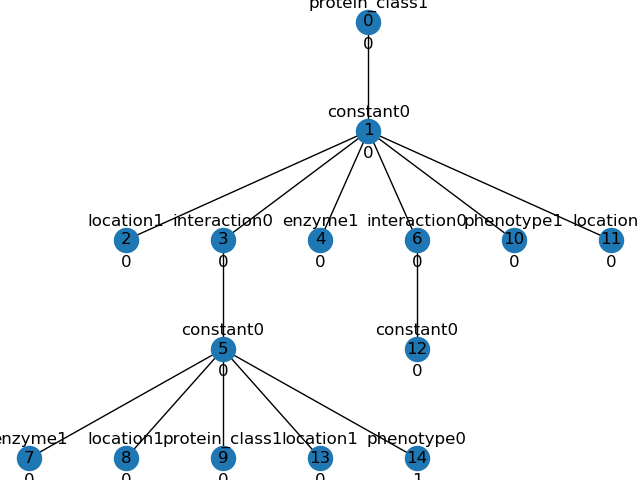 protein_class1
0
0
constant0
1
0
location1 interaction0 enzyme1 interaction0 phenotype1 location
2 3 4 6 10 11
0 0 0 0 0 0
constant0 constant0
5 12
0 0
enzyme1 location1 protein_class1 location1 phenotype0
7 8 9 13 14
0 0 0 0 1